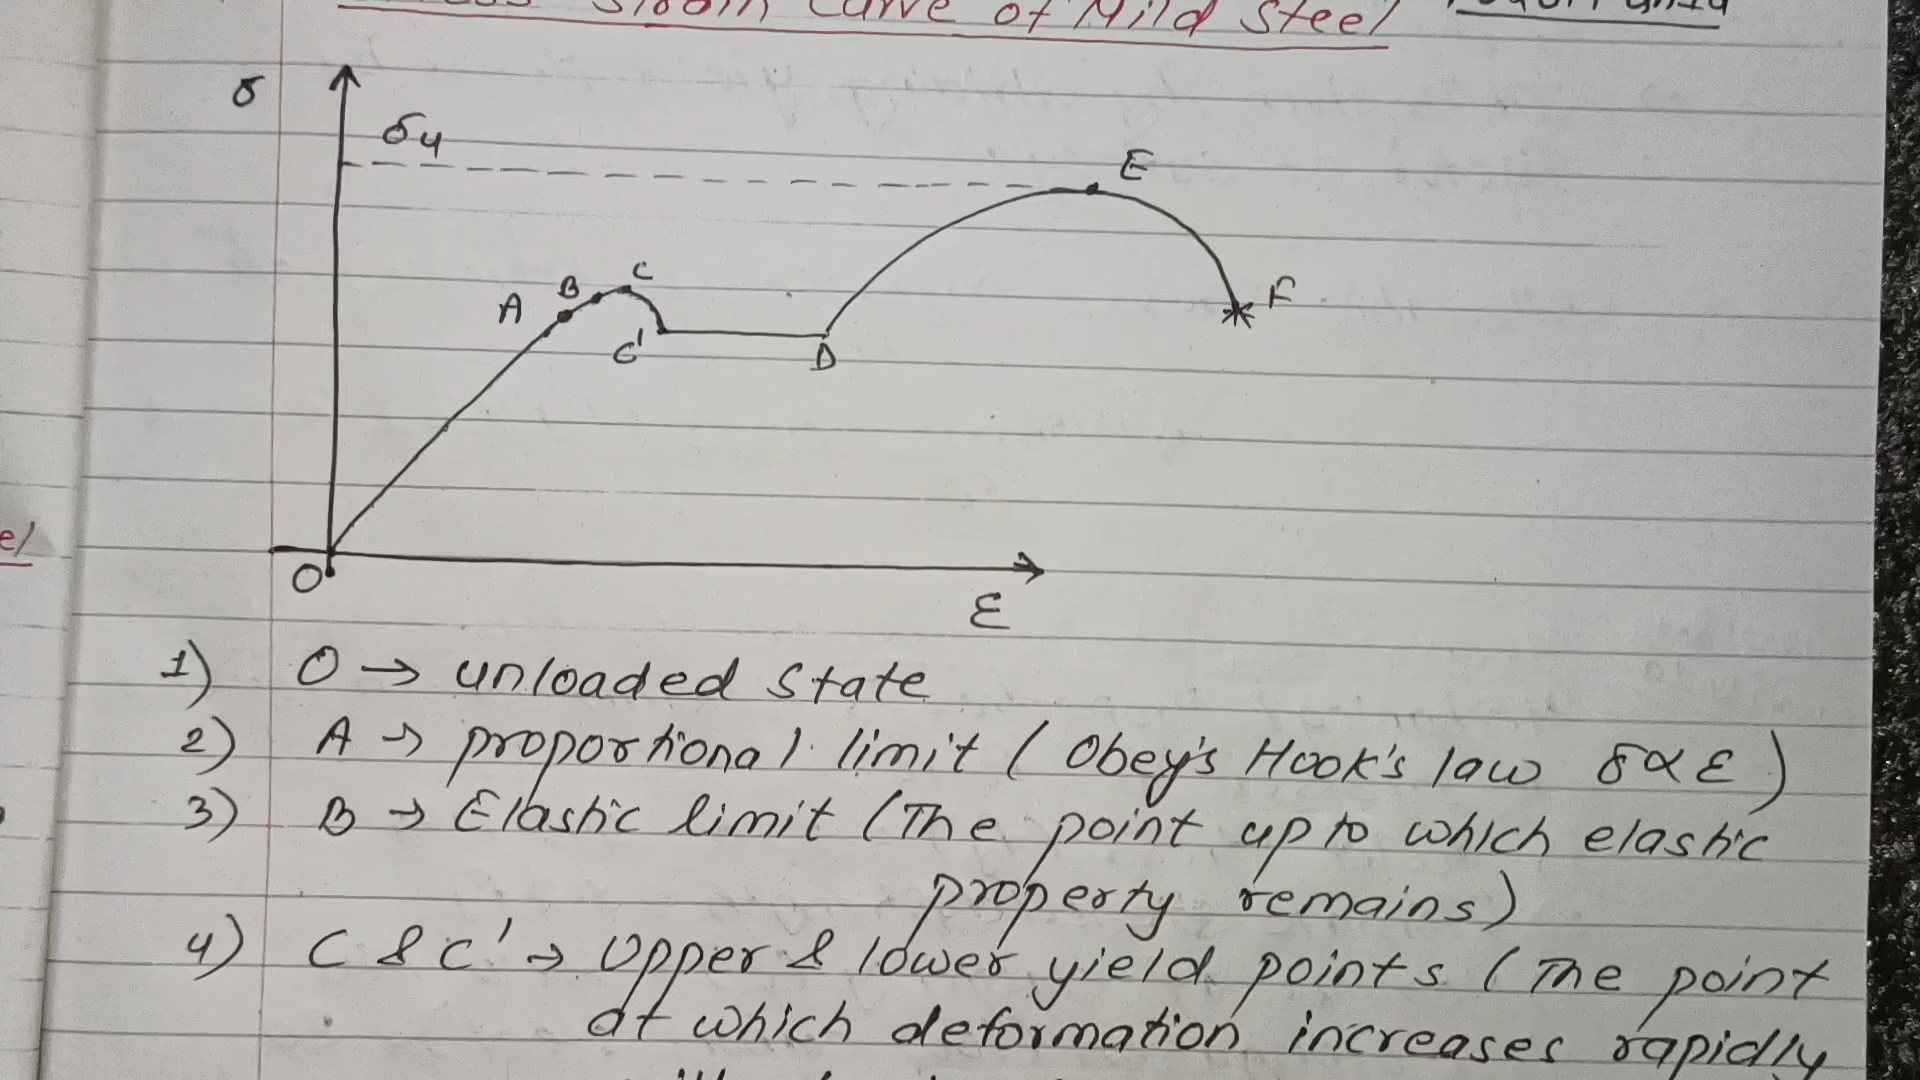 Curve of Mild Steel
σ
σu
E
C
B
A
F
C'
D
el
O
ε
1) O → unloaded state
2) A → proportional limit ( Obey's Hook's law σ ∝ ε )
3) B → Elastic limit (The point up to which elastic
property remains)
4) C & C' → Upper & lower yield points (The point
at which deformation increases rapidly